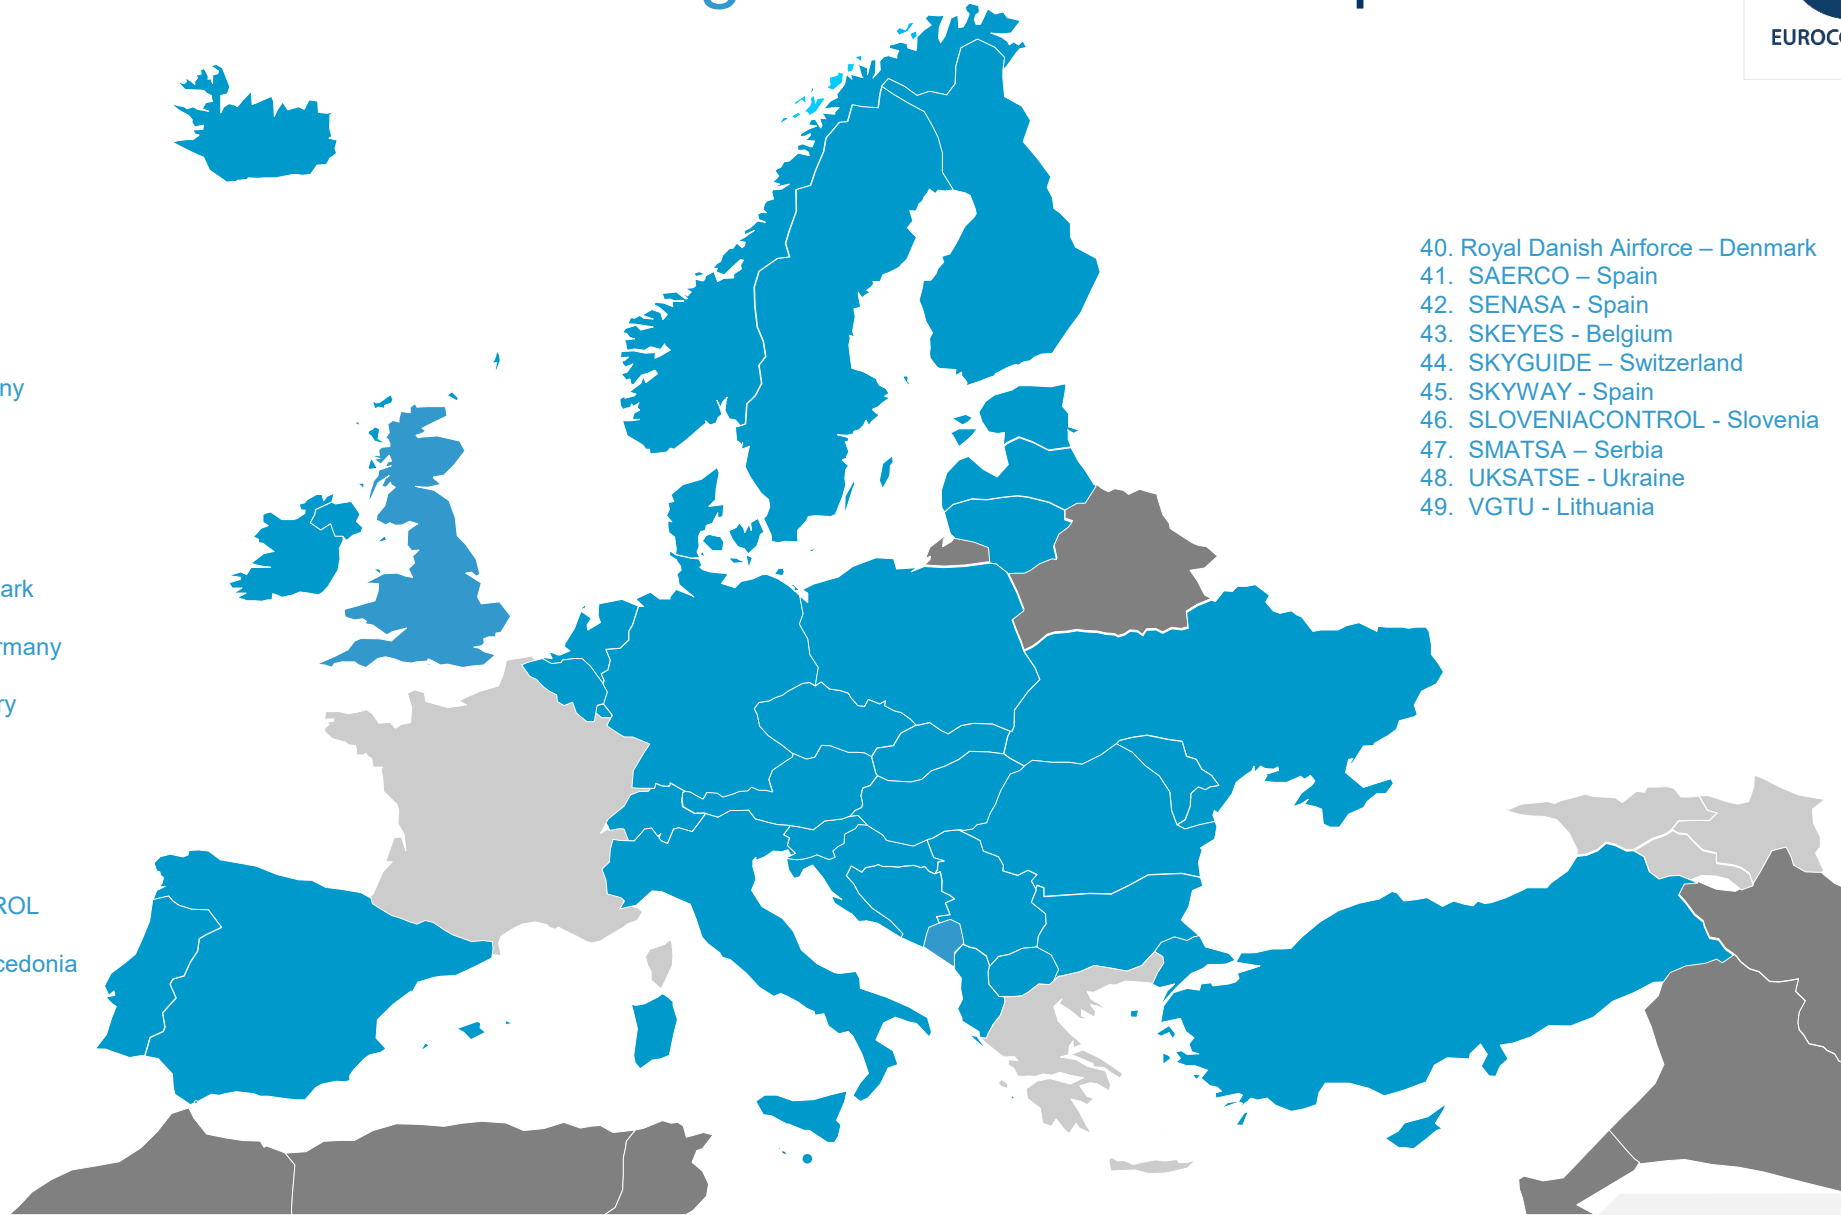 EUROCO
ny
ark
rmany
ry
ROL
cedonia
40. Royal Danish Airforce – Denmark
41. SAERCO – Spain
42. SENASA - Spain
43. SKEYES - Belgium
44. SKYGUIDE – Switzerland
45. SKYWAY - Spain
46. SLOVENIACONTROL - Slovenia
47. SMATSA – Serbia
48. UKSATSE - Ukraine
49. VGTU - Lithuania